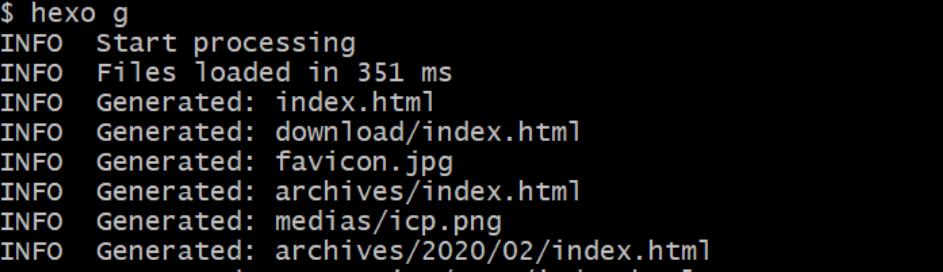 $ hexo g
INFO  Start processing
INFO  Files loaded in 351 ms
INFO  Generated: index.html
INFO  Generated: download/index.html
INFO  Generated: favicon.jpg
INFO  Generated: archives/index.html
INFO  Generated: medias/icp.png
INFO  Generated: archives/2020/02/index.html